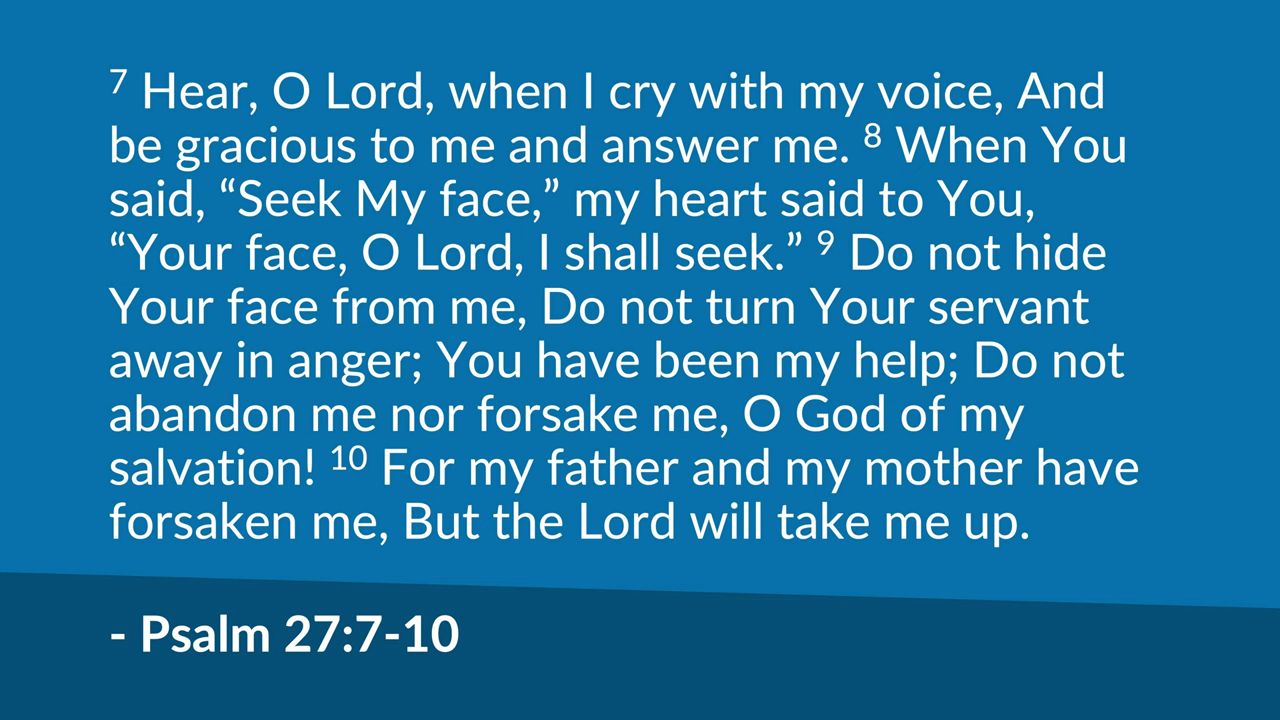 ⁷ Hear, O Lord, when I cry with my voice, And
be gracious to me and answer me. ⁸ When You
said, “Seek My face,” my heart said to You,
“Your face, O Lord, I shall seek.” ⁹ Do not hide
Your face from me, Do not turn Your servant
away in anger; You have been my help; Do not
abandon me nor forsake me, O God of my
salvation! ¹⁰ For my father and my mother have
forsaken me, But the Lord will take me up.
- Psalm 27:7-10